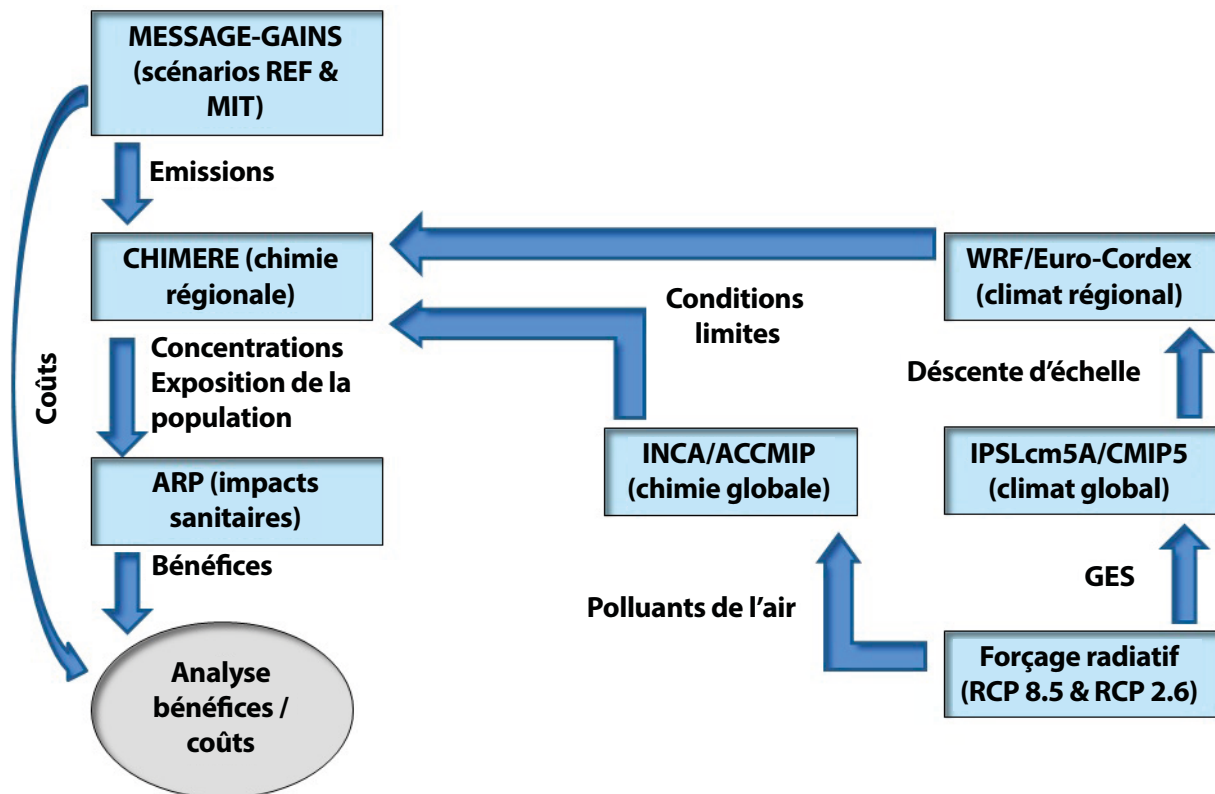 MESSAGE-GAINS
(scénarios REF &
MIT)
Emissions
CHIMERE (chimie
régionale)
Concentrations
Exposition de la
population
ARP (impacts
sanitaires)
Bénéfices
Analyse
bénéfices /
coûts
Coûts
Conditions
limites
INCA/ACCMIP
(chimie globale)
Polluants de l'air
WRF/Euro-Cordex
(climat régional)
Déscente d'échelle
IPSLcm5A/CMIP5
(climat global)
GES
Forçage radiatif
(RCP 8.5 & RCP 2.6)